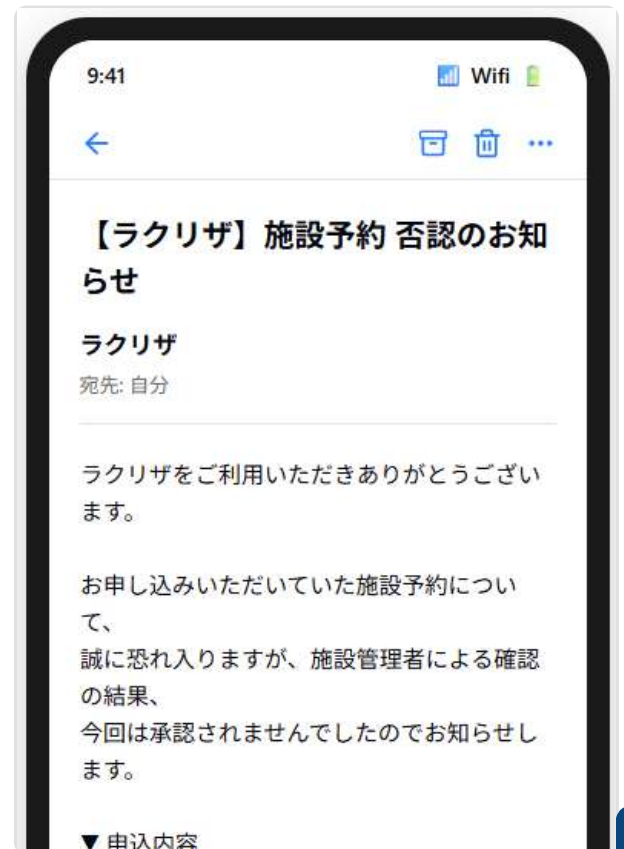 9:41 Wifi
【ラクリザ】施設予約 否認のお知
らせ
ラクリザ
宛先: 自分
ラクリザをご利用いただきありがとうござい
ます。
お申し込みいただいていた施設予約につい
て、
誠に恐れ入りますが、施設管理者による確認
の結果、
今回は承認されませんでしたのでお知らせし
ます。
▼ 申込内容